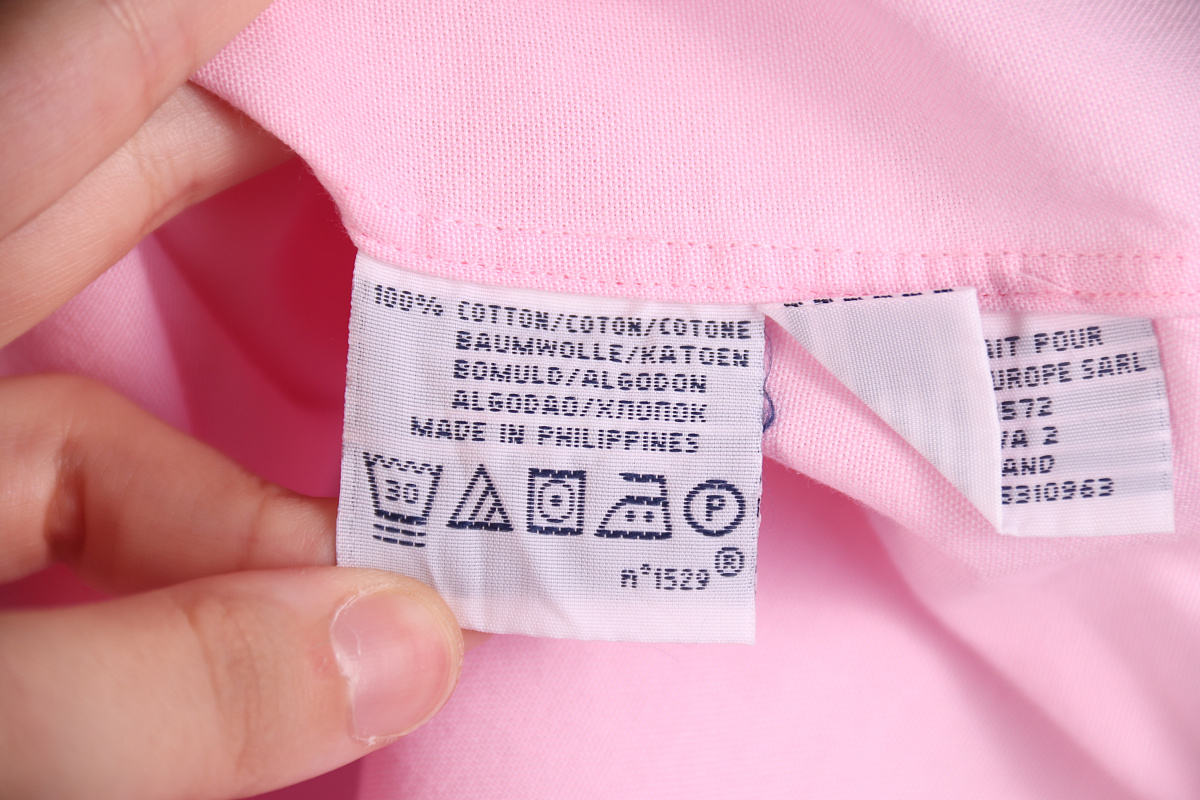 100% COTTON/COTON/COTONE
BAUMWOLLE/KATOEN
BOMULD/ALGODON
ALGODAO/ХЛОПОК
MADE IN PHILIPPINES
30
P
®
n°1529
AIT POUR
UROPE SARL
572
VA 2
AND
3310963